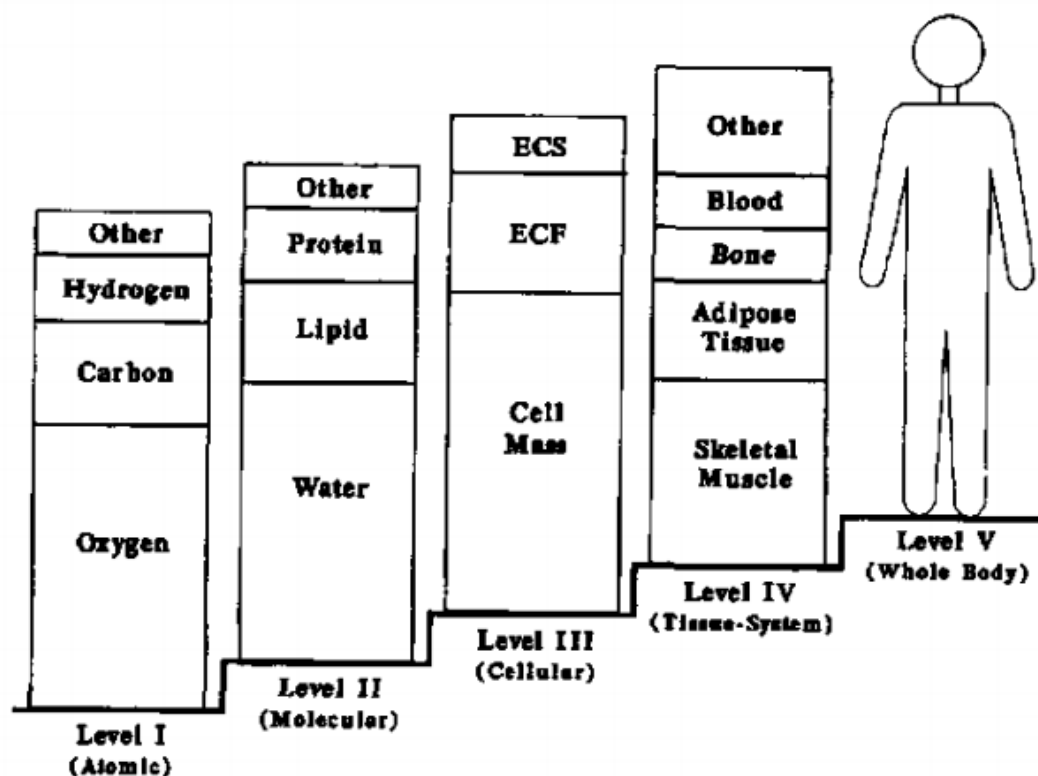 Other
Hydrogen
Carbon
Oxygen
Level I
(Atomic)
Other
Protein
Lipid
Water
Level II
(Molecular)
ECS
ECF
Cell
Mass
Level III
(Cellular)
Other
Blood
Bone
Adipose
Tissue
Skeletal
Muscle
Level IV
(Tissue-System)
Level V
(Whole Body)